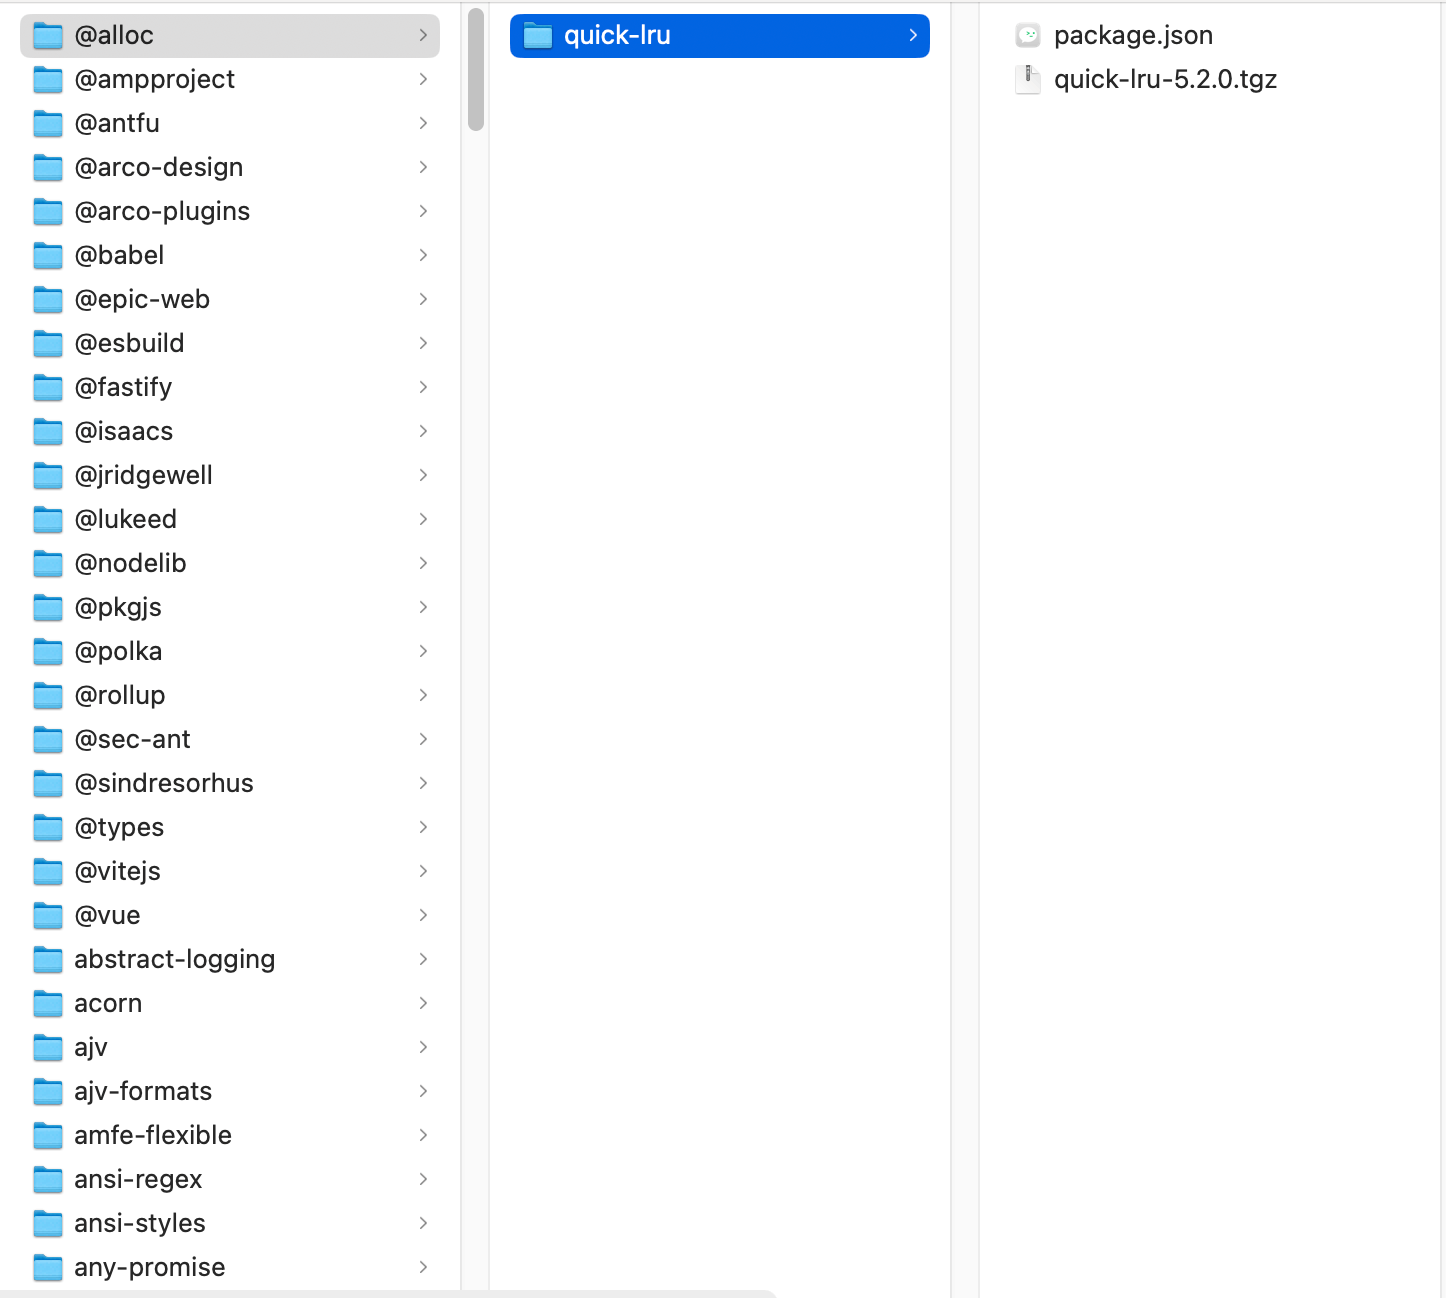 @alloc
@ampproject
@antfu
@arco-design
@arco-plugins
@babel
@epic-web
@esbuild
@fastify
@isaacs
@jridgewell
@lukeed
@nodelib
@pkgjs
@polka
@rollup
@sec-ant
@sindresorhus
@types
@vitejs
@vue
abstract-logging
acorn
ajv
ajv-formats
amfe-flexible
ansi-regex
ansi-styles
any-promise
quick-lru
package.json
quick-lru-5.2.0.tgz